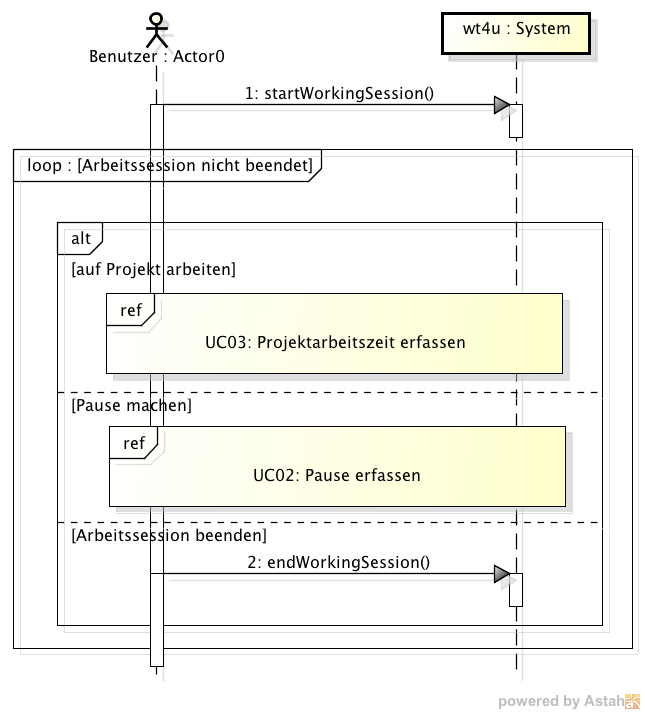 Benutzer : Actor0
wt4u : System
1: startWorkingSession()
loop : [Arbeitssession nicht beendet]
alt
[auf Projekt arbeiten]
ref
UC03: Projektarbeitszeit erfassen
[Pause machen]
ref
UC02: Pause erfassen
[Arbeitssession beenden]
2: endWorkingSession()
powered by Astah